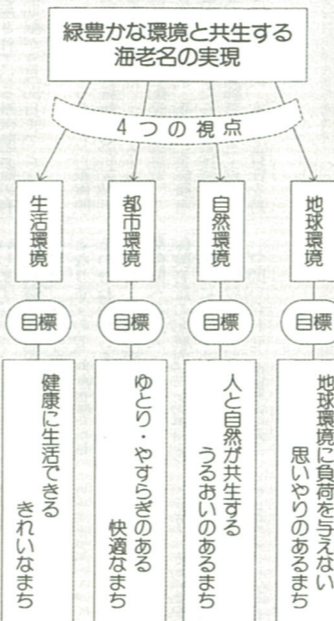 緑豊かな環境と共生する
海老名の実現
4つの視点
生活環境
都市環境
自然環境
地球環境
目標
目標
目標
目標
健康に生活できる
きれいなまち
ゆとり・やすらぎのある
快適なまち
人と自然が共生する
うるおいのあるまち
地球環境に負荷を与えない
思いやりのあるまち